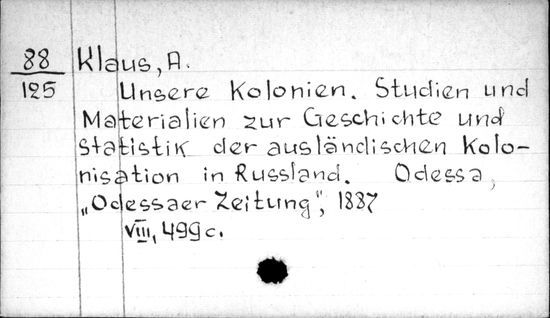 88
125
Klaus, A.
Unsere Kolonien. Studien und
Materialien zur Geschichte und
Statistik der ausländischen Kolo-
nisation in Russland. Odessa,
„Odessaer Zeitung", 1887
VIII, 499 c.